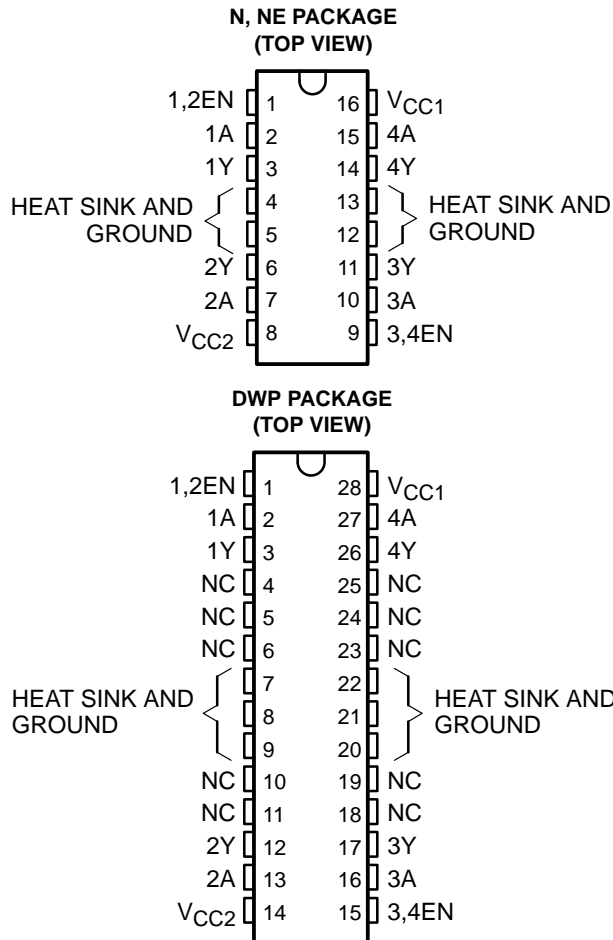 N, NE PACKAGE
(TOP VIEW)
1,2EN 1 16 VCC1
1A 2 15 4A
1Y 3 14 4Y
4 13
HEAT SINK AND GROUND
HEAT SINK AND GROUND
5 12
2Y 6 11 3Y
2A 7 10 3A
VCC2 8 9 3,4EN
DWP PACKAGE
(TOP VIEW)
1,2EN 1 28 VCC1
1A 2 27 4A
1Y 3 26 4Y
NC 4 25 NC
NC 5 24 NC
NC 6 23 NC
7 22
HEAT SINK AND 8 21 HEAT SINK AND
GROUND GROUND
9 20
NC 10 19 NC
NC 11 18 NC
2Y 12 17 3Y
2A 13 16 3A
VCC2 14 15 3,4EN